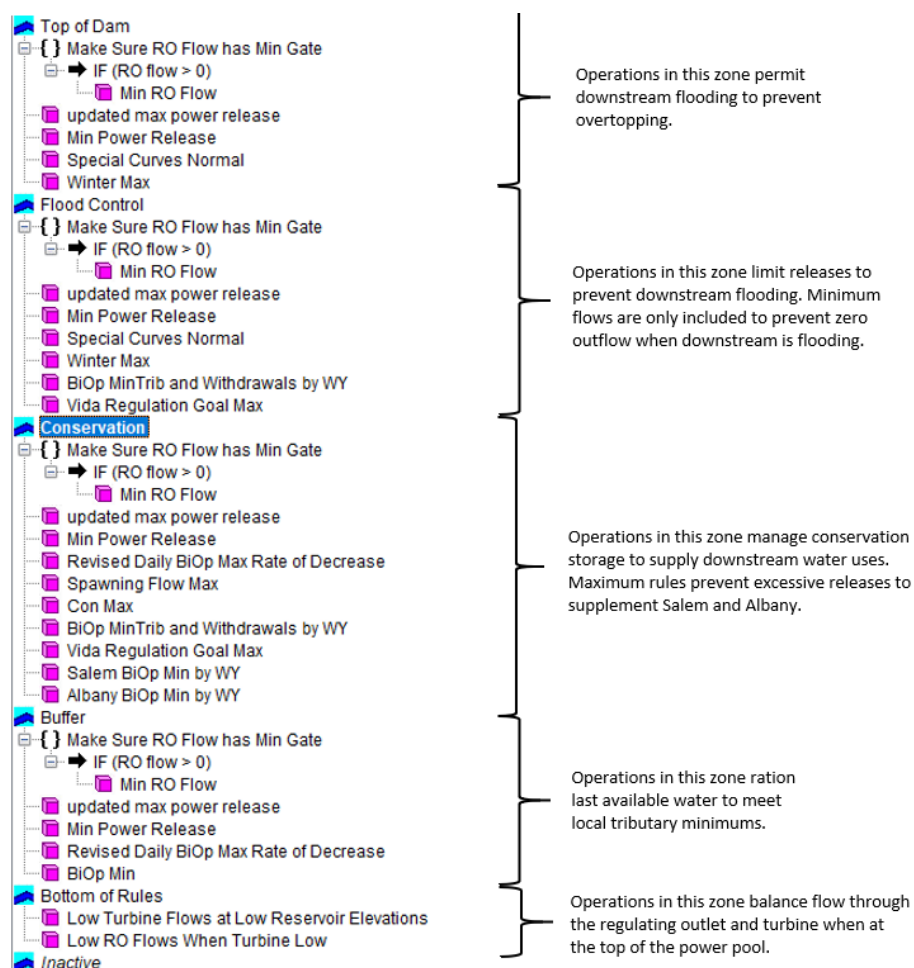 Top of Dam
{ } Make Sure RO Flow has Min Gate
IF (RO flow > 0)
Min RO Flow
updated max power release
Min Power Release
Special Curves Normal
Winter Max
Operations in this zone permit
downstream flooding to prevent
overtopping.
Flood Control
{ } Make Sure RO Flow has Min Gate
IF (RO flow > 0)
Min RO Flow
updated max power release
Min Power Release
Special Curves Normal
Winter Max
BiOp MinTrib and Withdrawals by WY
Vida Regulation Goal Max
Operations in this zone limit releases to
prevent downstream flooding. Minimum
flows are only included to prevent zero
outflow when downstream is flooding.
Conservation
{ } Make Sure RO Flow has Min Gate
IF (RO flow > 0)
Min RO Flow
updated max power release
Min Power Release
Revised Daily BiOp Max Rate of Decrease
Spawning Flow Max
Con Max
BiOp MinTrib and Withdrawals by WY
Vida Regulation Goal Max
Salem BiOp Min by WY
Albany BiOp Min by WY
Operations in this zone manage conservation
storage to supply downstream water uses.
Maximum rules prevent excessive releases to
supplement Salem and Albany.
Buffer
{ } Make Sure RO Flow has Min Gate
IF (RO flow > 0)
Min RO Flow
updated max power release
Min Power Release
Revised Daily BiOp Max Rate of Decrease
BiOp Min
Operations in this zone ration
last available water to meet
local tributary minimums.
Bottom of Rules
Low Turbine Flows at Low Reservoir Elevations
Low RO Flows When Turbine Low
Operations in this zone balance flow through
the regulating outlet and turbine when at
the top of the power pool.
Inactive